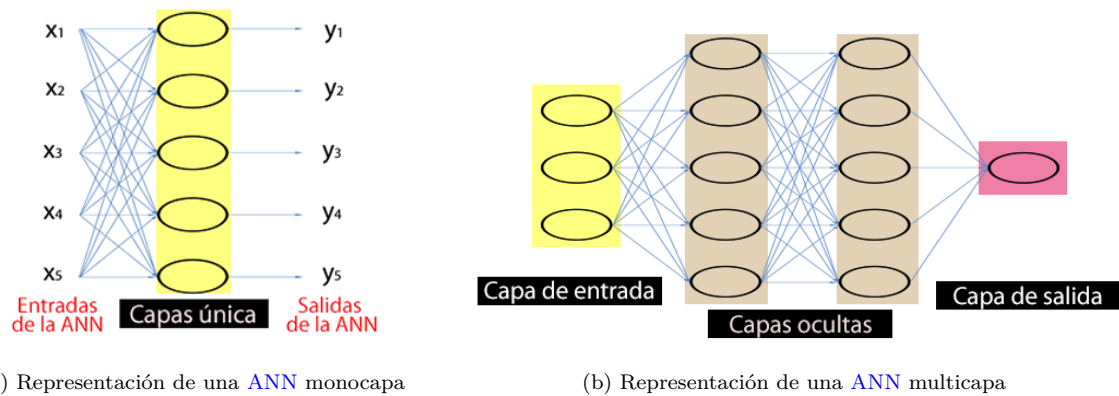 x1
y1
x2
y2
x3
y3
x4
y4
x5
y5
Entradas
de la ANN
Capas única
Salidas
de la ANN
Capa de entrada
Capas ocultas
Capa de salida
) Representación de una ANN monocapa
(b) Representación de una ANN multicapa